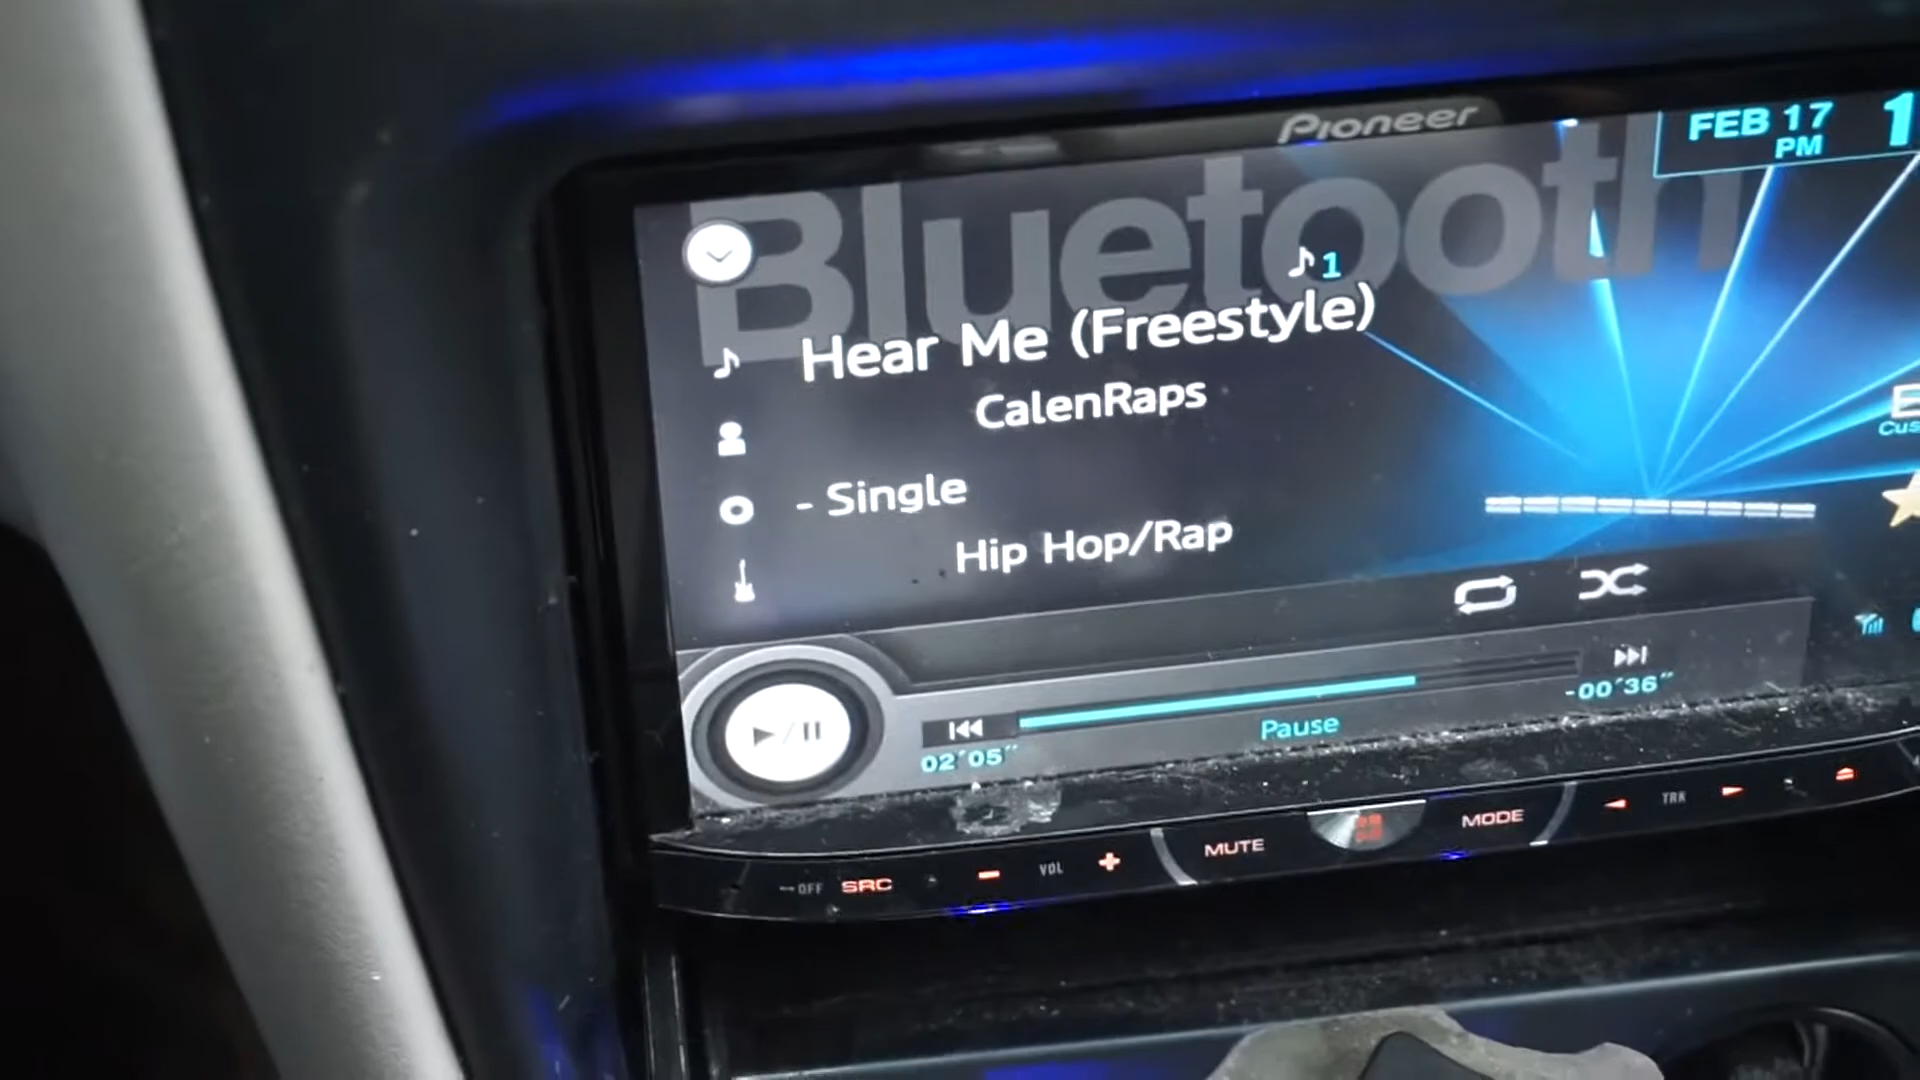 Pioneer
FEB 17
PM
1
Bluetooth
1
Hear Me (Freestyle)
CalenRaps
- Single
Hip Hop/Rap
-00'36"
Pause
02'05"
OFF SRC
VOL
MUTE
MODE
TRK